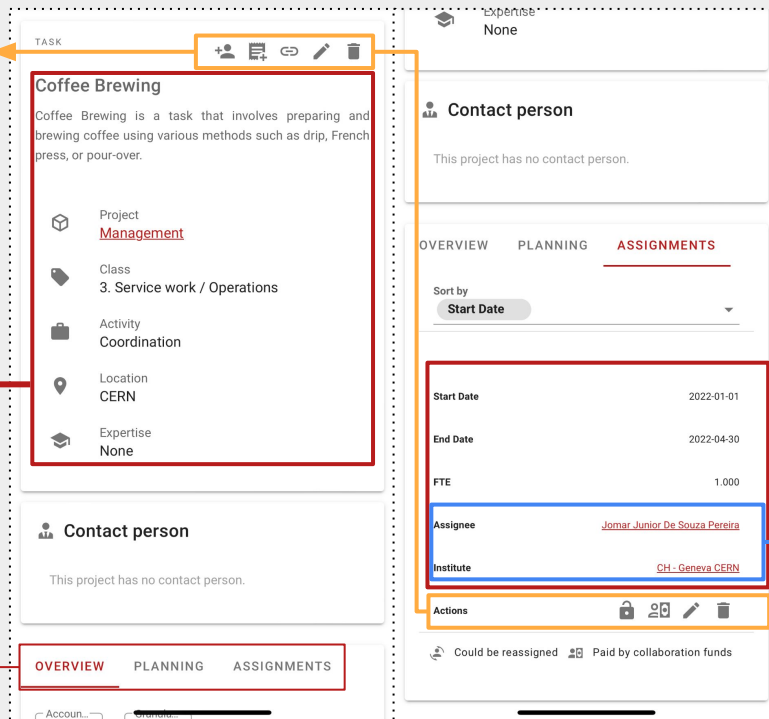 TASK
Coffee Brewing
Coffee Brewing is a task that involves preparing and
brewing coffee using various methods such as drip, French
press, or pour-over.
Project
Management
Class
3. Service work / Operations
Activity
Coordination
Location
CERN
Expertise
None
Contact person
This project has no contact person.
OVERVIEW PLANNING ASSIGNMENTS
Accoun...
Expertise
None
Contact person
This project has no contact person.
OVERVIEW PLANNING ASSIGNMENTS
Sort by
Start Date
Start Date 2022-01-01
End Date 2022-04-30
FTE 1.000
Assignee Jomar Junior De Souza Pereira
Institute CH - Geneva CERN
Actions
Could be reassigned Paid by collaboration funds